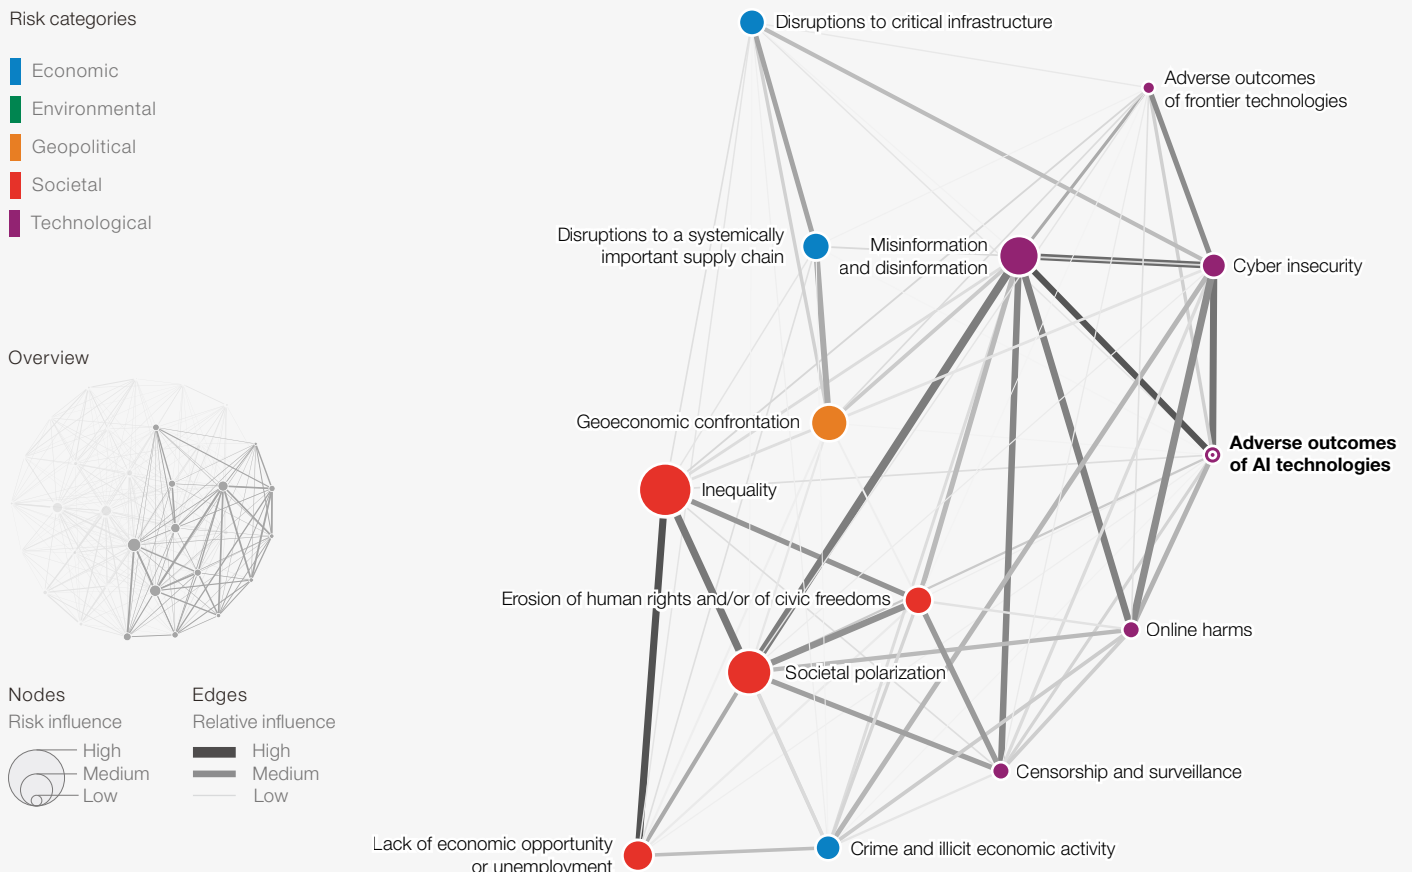 Risk categories
Economic
Environmental
Geopolitical
Societal
Technological
Overview
Nodes
Risk influence
High
Medium
Low
Edges
Relative influence
High
Medium
Low
Disruptions to critical infrastructure
Adverse outcomes
of frontier technologies
Disruptions to a systemically
important supply chain
Misinformation
and disinformation
Cyber insecurity
Geoeconomic confrontation
Adverse outcomes
of AI technologies
Inequality
Erosion of human rights and/or of civic freedoms
Online harms
Societal polarization
Censorship and surveillance
Lack of economic opportunity
or unemployment
Crime and illicit economic activity